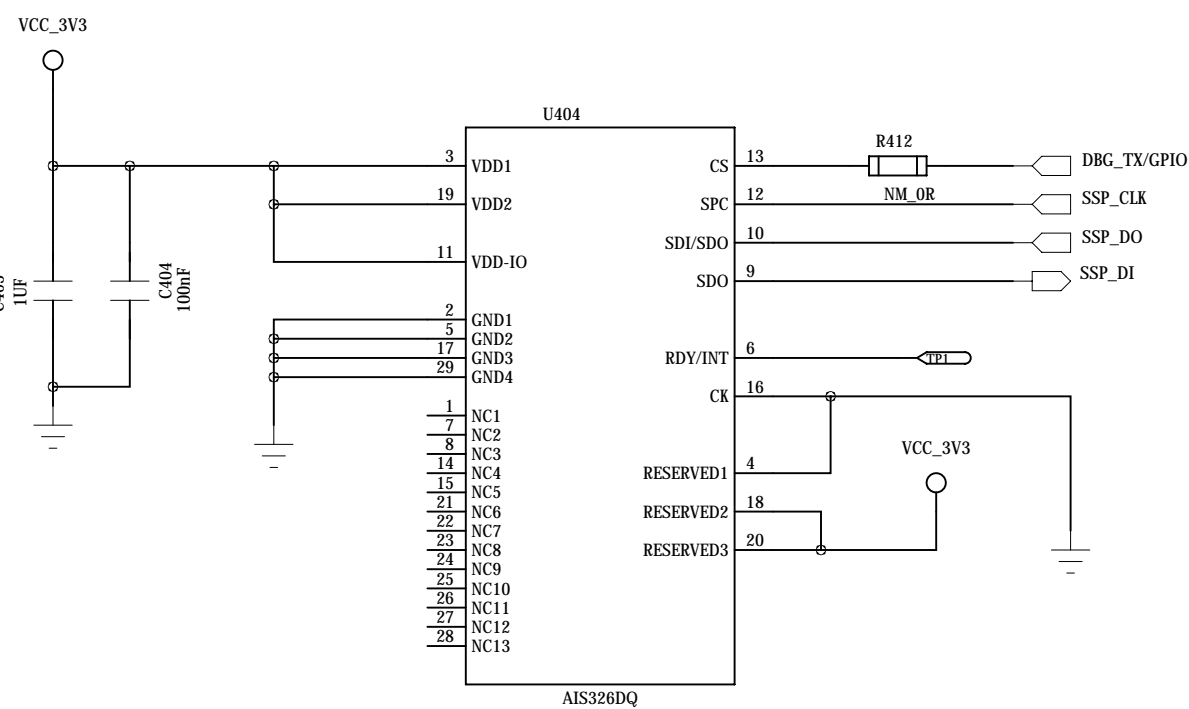 VCC_3V3
U404
3 VDD1
19 VDD2
11 VDD-IO
2 GND1
5 GND2
17 GND3
29 GND4
1 NC1
7 NC2
8 NC3
14 NC4
15 NC5
21 NC6
22 NC7
23 NC8
24 NC9
25 NC10
26 NC11
27 NC12
28 NC13
1UF
C404
100nF
CS 13
SPC 12
SDI/SDO 10
SDO 9
RDY/INT 6
CK 16
RESERVED1 4
RESERVED2 18
RESERVED3 20
R412
NM_0R
DBG_TX/GPIO
SSP_CLK
SSP_DO
SSP_DI
TP1
VCC_3V3
AIS326DQ